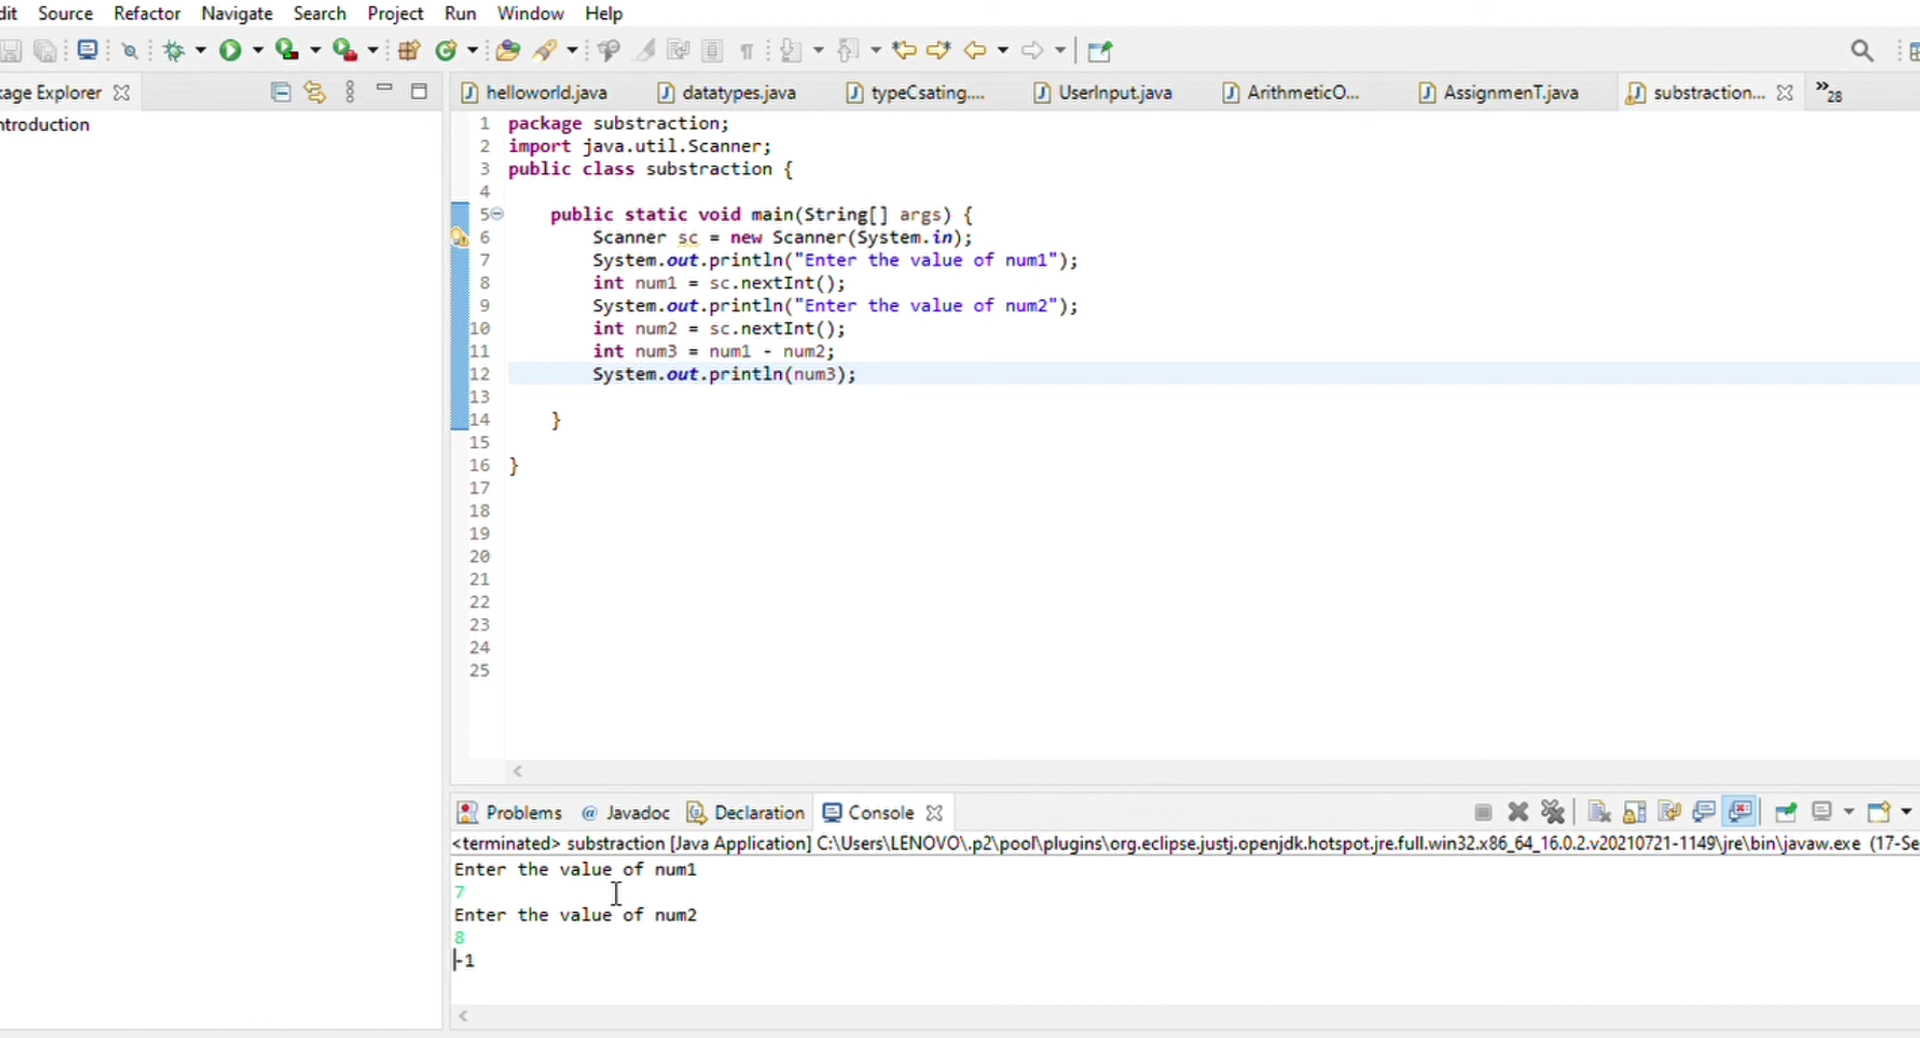 dit Source Refactor Navigate Search Project Run Window Help
kage Explorer
ntroduction
helloworld.java datatypes.java typeCsating.... UserInput.java ArithmeticO... AssignmenT.java substraction... »28
1 package substraction;
2 import java.util.Scanner;
3 public class substraction {
4
5 public static void main(String[] args) {
6 Scanner sc = new Scanner(System.in);
7 System.out.println("Enter the value of num1");
8 int num1 = sc.nextInt();
9 System.out.println("Enter the value of num2");
10 int num2 = sc.nextInt();
11 int num3 = num1 - num2;
12 System.out.println(num3);
13
14 }
15
16 }
17
18
19
20
21
22
23
24
25
Problems @ Javadoc Declaration Console
<terminated> substraction [Java Application] C:\Users\LENOVO\.p2\pool\plugins\org.eclipse.justj.openjdk.hotspot.jre.full.win32.x86_64_16.0.2.v20210721-1149\jre\bin\javaw.exe (17-Se
Enter the value of num1
7
Enter the value of num2
8
-1